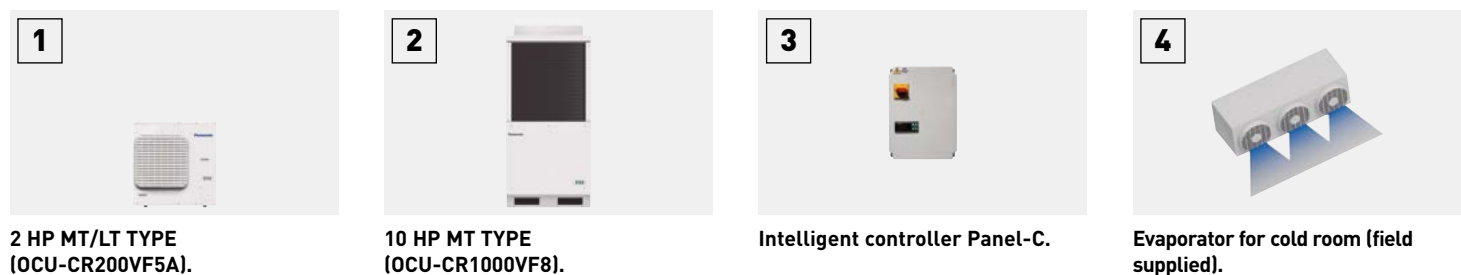 1
2 HP MT/LT TYPE
(OCU-CR200VF5A).
2
10 HP MT TYPE
(OCU-CR1000VF8).
3
Intelligent controller Panel-C.
4
Evaporator for cold room (field
supplied).
Panasonic